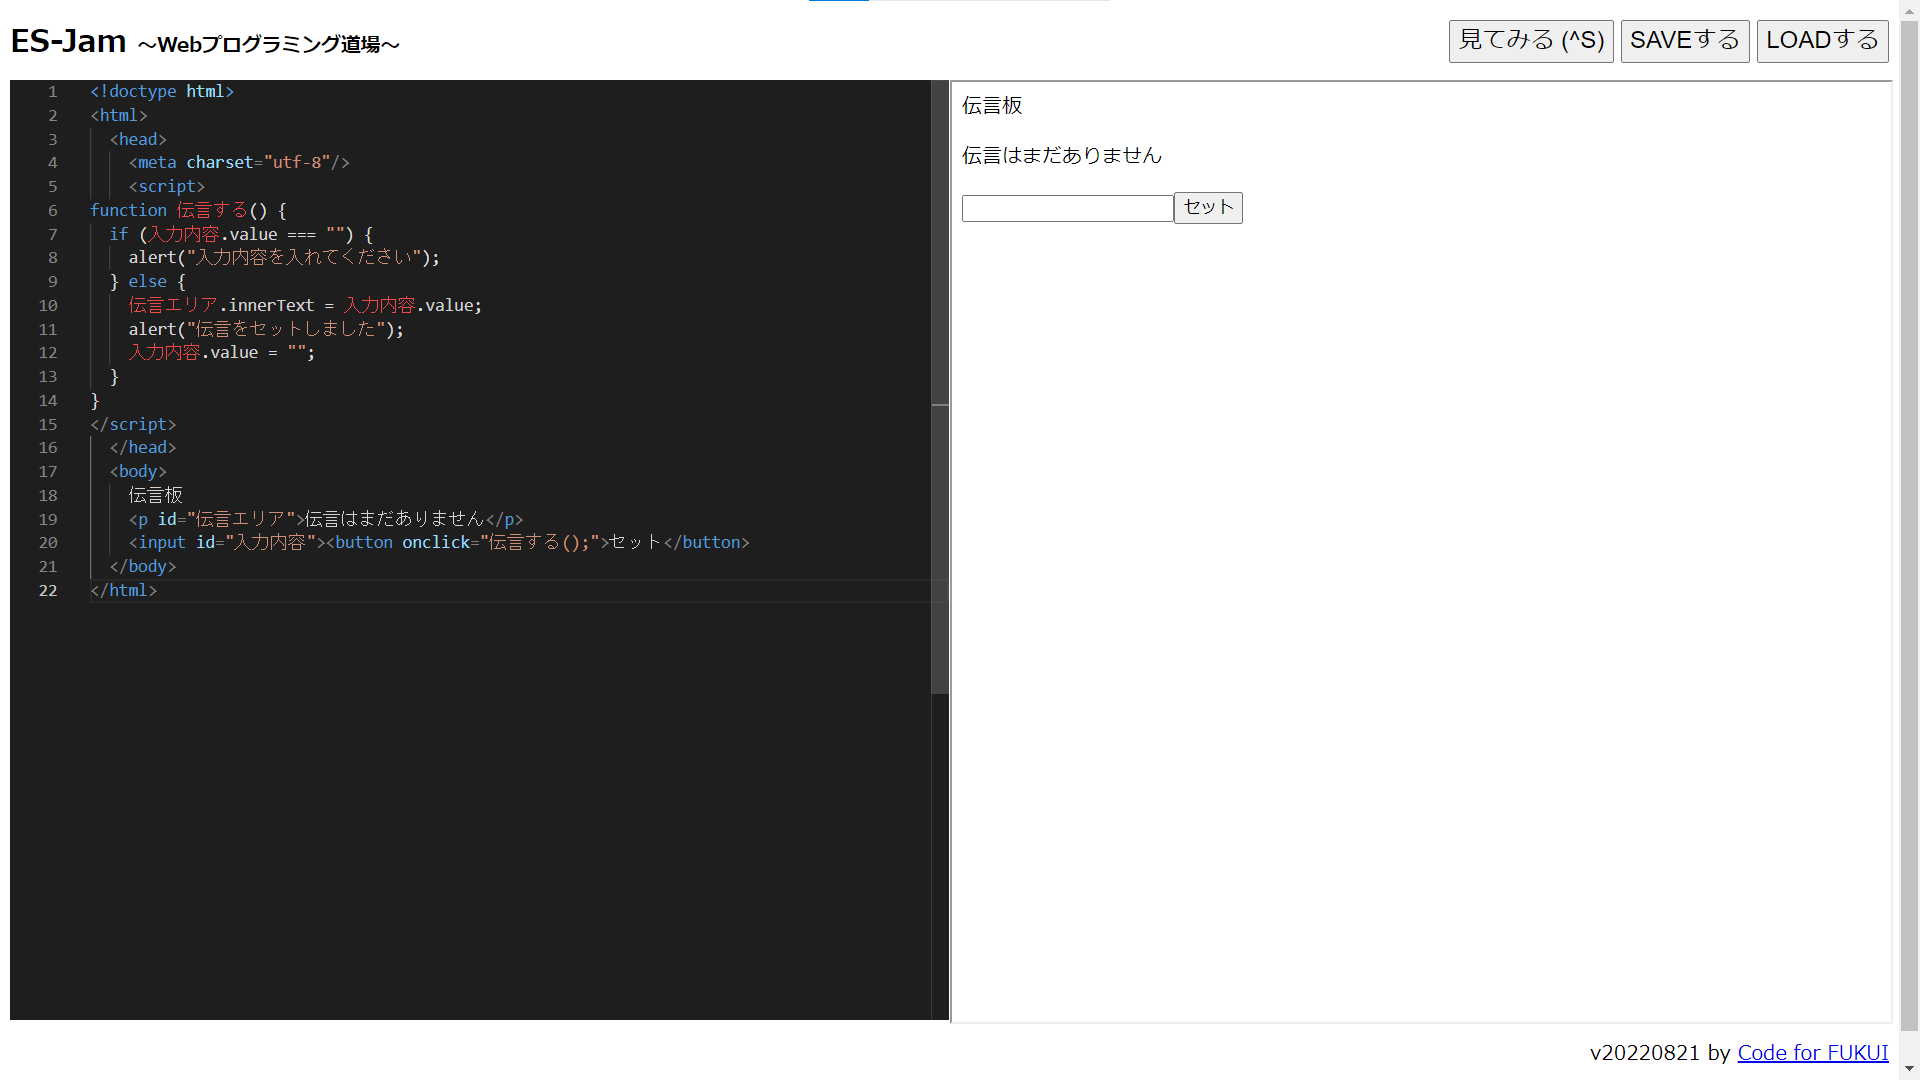 ES-Jam ～Webプログラミング道場～
見てみる (^S) SAVEする LOADする
1 <!doctype html>
2 <html>
3 <head>
4 <meta charset="utf-8"/>
5 <script>
6 function 伝言する() {
7 if (入力内容.value === "") {
8 alert("入力内容を入れてください");
9 } else {
10 伝言エリア.innerText = 入力内容.value;
11 alert("伝言をセットしました");
12 入力内容.value = "";
13 }
14 }
15 </script>
16 </head>
17 <body>
18 伝言板
19 <p id="伝言エリア">伝言はまだありません</p>
20 <input id="入力内容"><button onclick="伝言する();">セット</button>
21 </body>
22 </html>
伝言板
伝言はまだありません
セット
v20220821 by Code for FUKUI